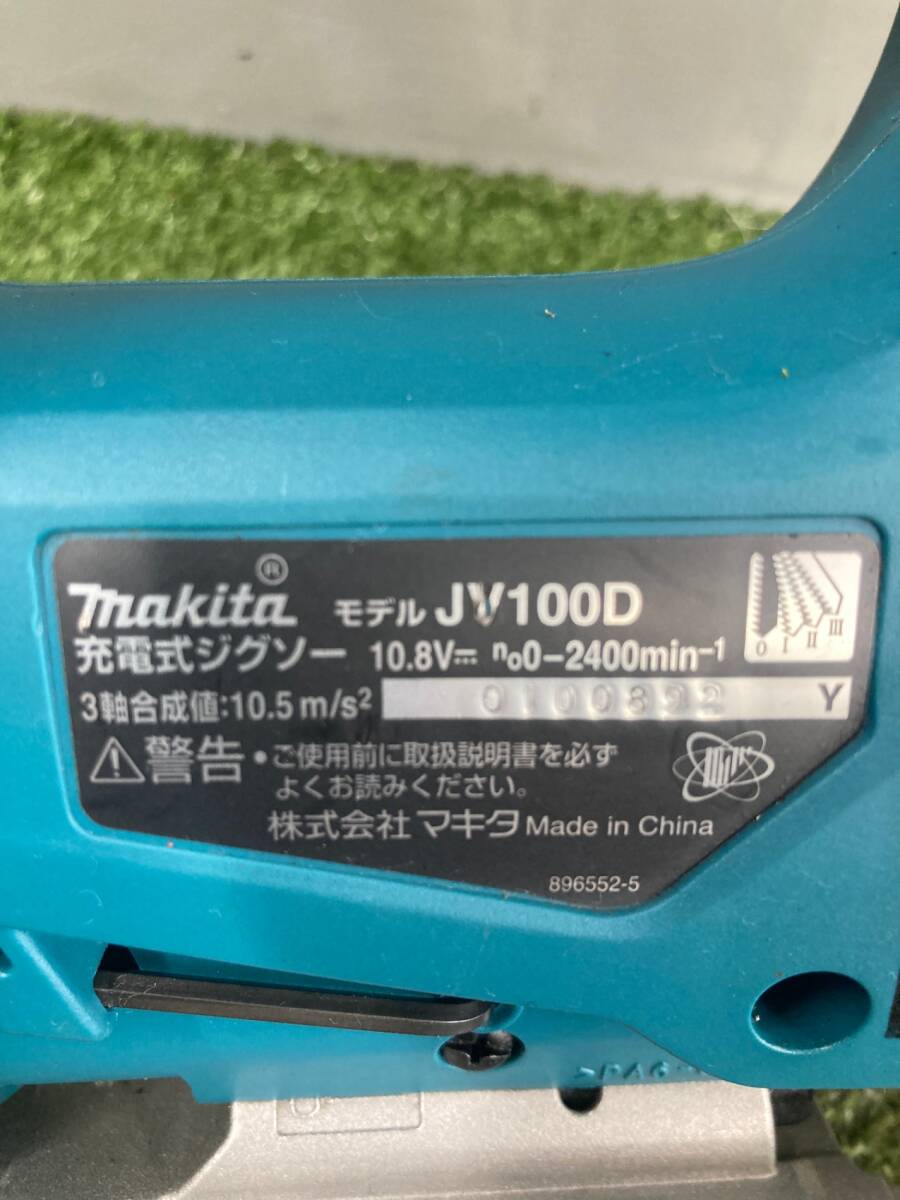 makita® モデル JV100D
充電式ジグソー 10.8V⎓ n₀0-2400min⁻¹
0 I II III
3軸合成値:10.5 m/s² 0100892 Y
警告 •ご使用前に取扱説明書を必ず
よくお読みください。
株式会社 マキタ Made in China
896552-5
>PA6-